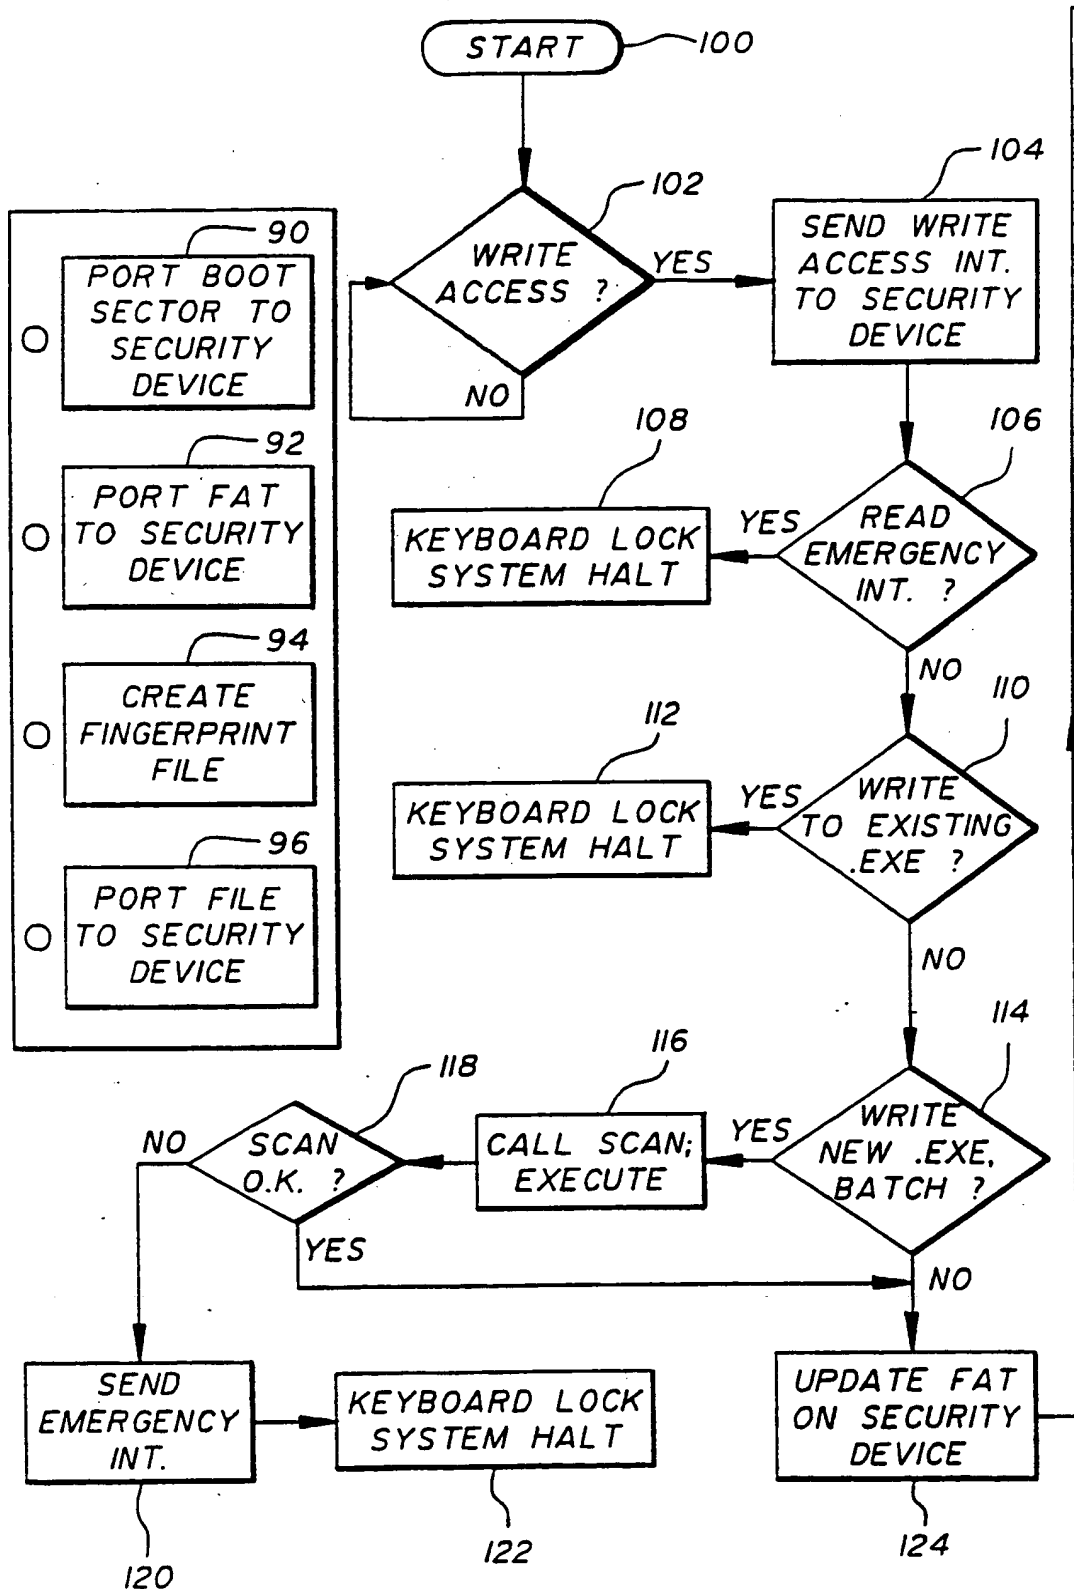 START
100
102
WRITE
ACCESS ?
YES
NO
104
SEND WRITE
ACCESS INT.
TO SECURITY
DEVICE
90
PORT BOOT
SECTOR TO
SECURITY
DEVICE
92
PORT FAT
TO SECURITY
DEVICE
94
CREATE
FINGERPRINT
FILE
96
PORT FILE
TO SECURITY
DEVICE
106
READ
EMERGENCY
INT. ?
YES
NO
108
KEYBOARD LOCK
SYSTEM HALT
110
WRITE
TO EXISTING
.EXE ?
YES
NO
112
KEYBOARD LOCK
SYSTEM HALT
114
WRITE
NEW .EXE,
BATCH ?
YES
NO
116
CALL SCAN;
EXECUTE
118
SCAN
O.K. ?
NO
YES
SEND
EMERGENCY
INT.
120
KEYBOARD LOCK
SYSTEM HALT
122
UPDATE FAT
ON SECURITY
DEVICE
124